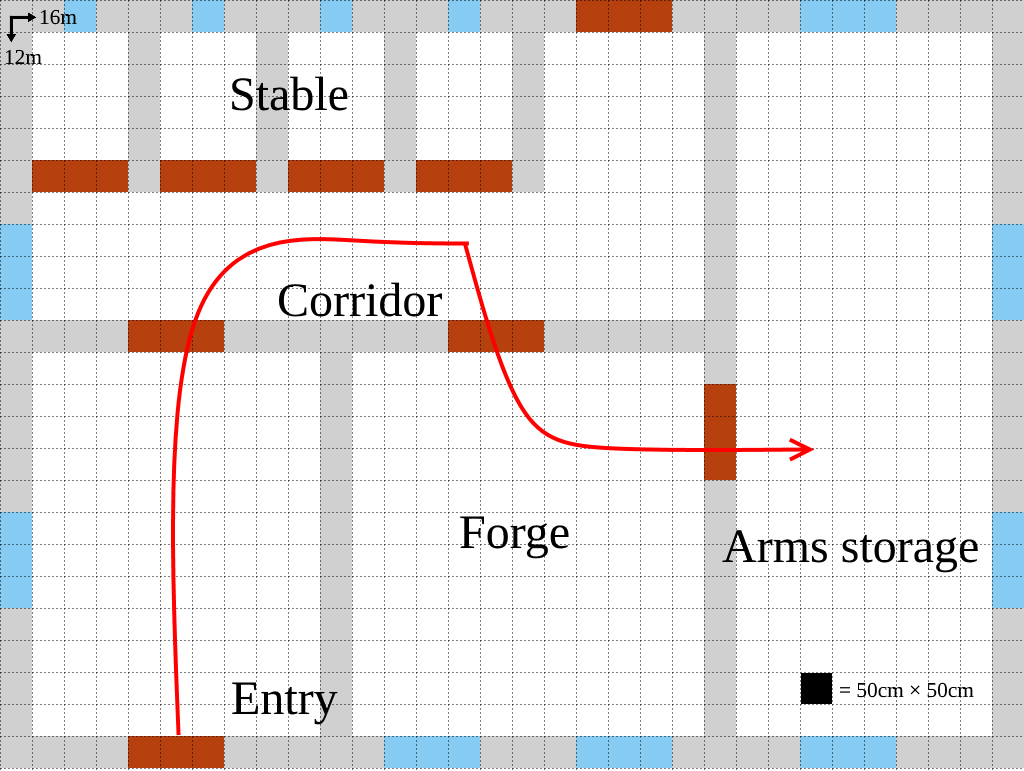 16m
12m
Stable
Corridor
Forge
Arms storage
Entry
= 50cm × 50cm